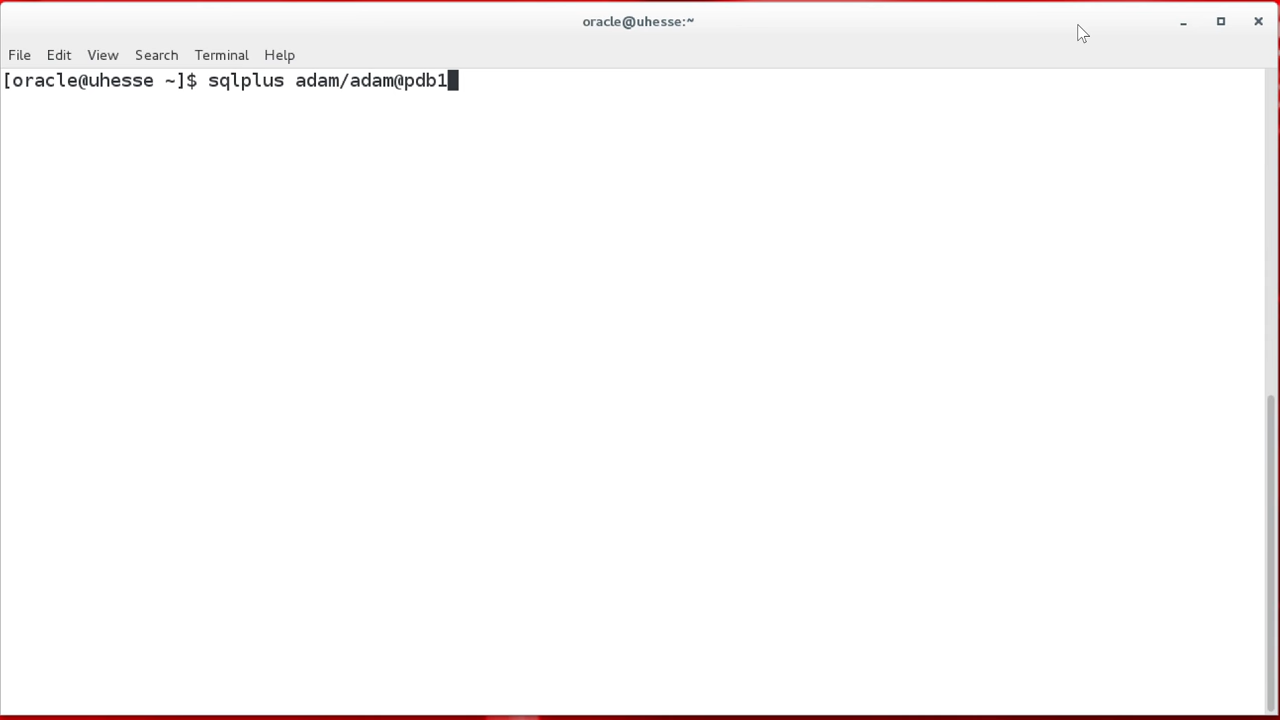 oracle@uhesse:~
File Edit View Search Terminal Help
[oracle@uhesse ~]$ sqlplus adam/adam@pdb1